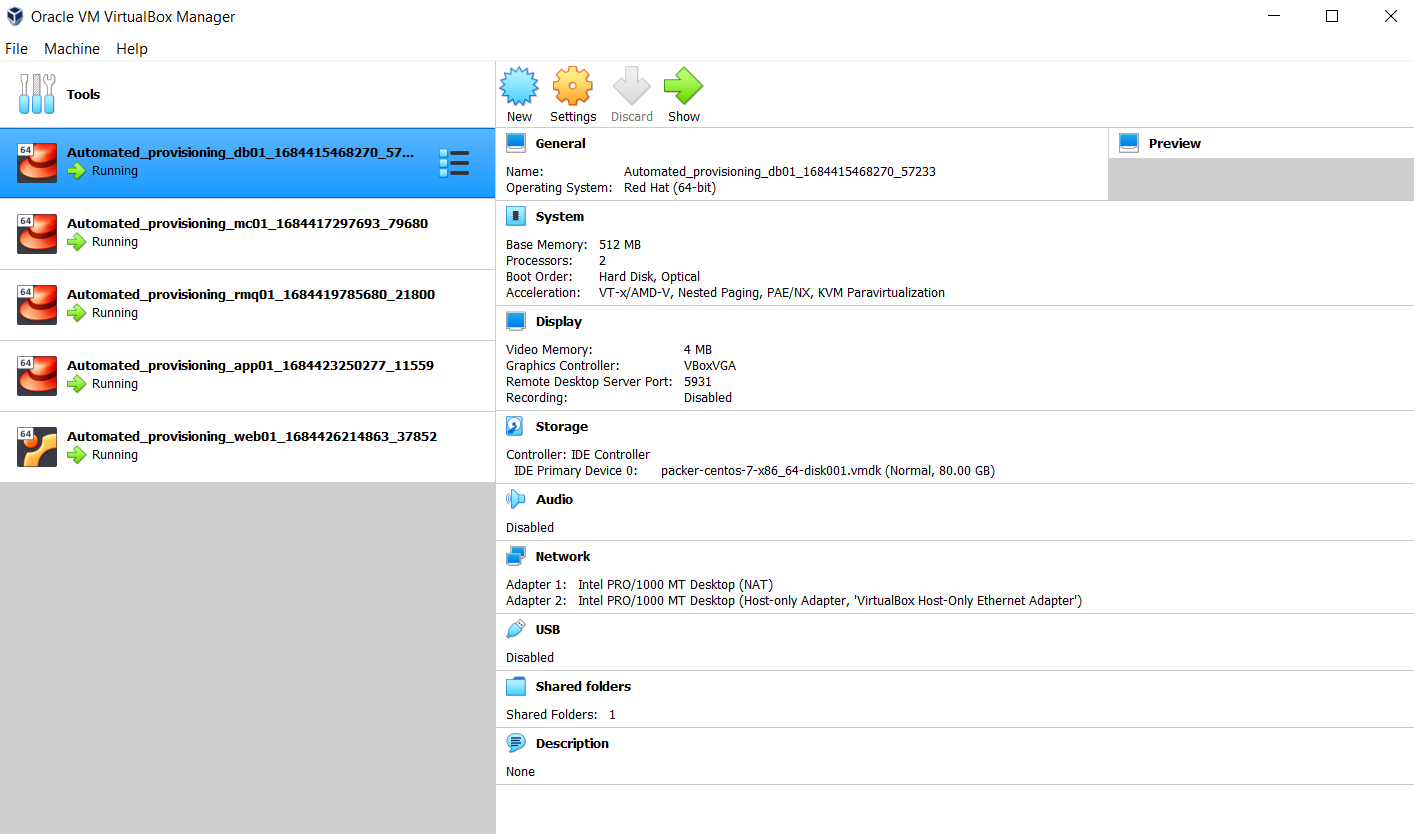 Oracle VM VirtualBox Manager
File Machine Help
Tools
New Settings Discard Show
64
Automated_provisioning_db01_1684415468270_57...
Running
64
Automated_provisioning_mc01_1684417297693_79680
Running
64
Automated_provisioning_rmq01_1684419785680_21800
Running
64
Automated_provisioning_app01_1684423250277_11559
Running
64
Automated_provisioning_web01_1684426214863_37852
Running
General
Name: Automated_provisioning_db01_1684415468270_57233
Operating System: Red Hat (64-bit)
Preview
System
Base Memory: 512 MB
Processors: 2
Boot Order: Hard Disk, Optical
Acceleration: VT-x/AMD-V, Nested Paging, PAE/NX, KVM Paravirtualization
Display
Video Memory: 4 MB
Graphics Controller: VBoxVGA
Remote Desktop Server Port: 5931
Recording: Disabled
Storage
Controller: IDE Controller
IDE Primary Device 0: packer-centos-7-x86_64-disk001.vmdk (Normal, 80.00 GB)
Audio
Disabled
Network
Adapter 1: Intel PRO/1000 MT Desktop (NAT)
Adapter 2: Intel PRO/1000 MT Desktop (Host-only Adapter, 'VirtualBox Host-Only Ethernet Adapter')
USB
Disabled
Shared folders
Shared Folders: 1
Description
None